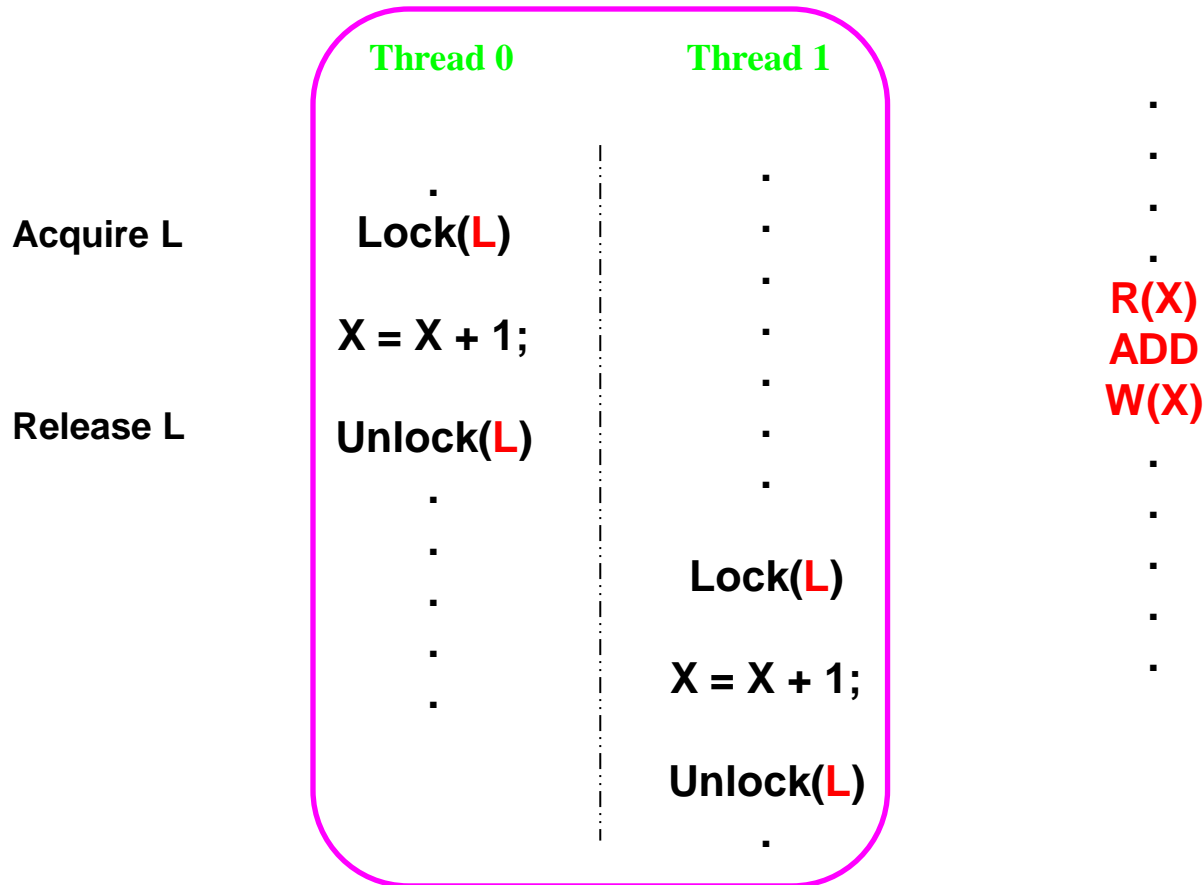 Thread 0
Thread 1
.
.
.
.
.
.
.
.
.
.
.
.
Acquire L
Lock(L)
X = X + 1;
Release L
Unlock(L)
.
.
.
.
.
Lock(L)
X = X + 1;
Unlock(L)
.
R(X)
ADD
W(X)
.
.
.
.
.